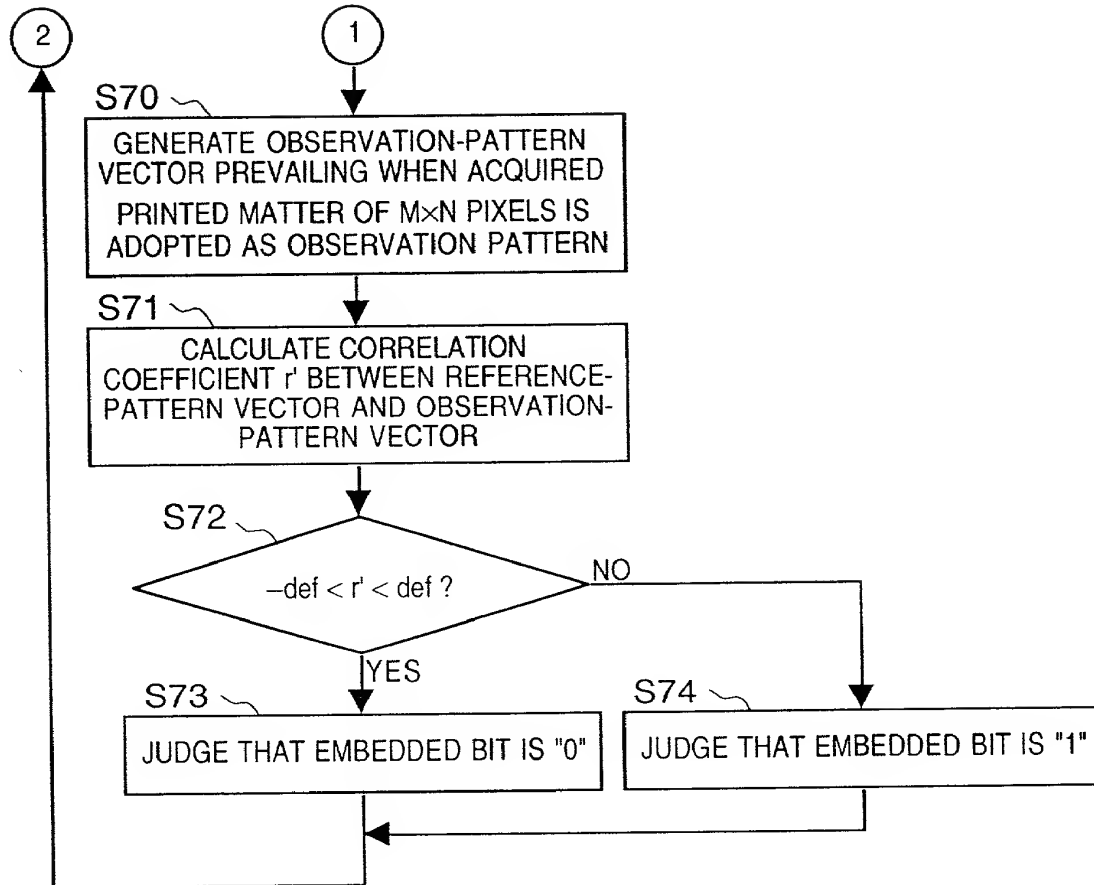 2
1
S70
GENERATE OBSERVATION-PATTERN
VECTOR PREVAILING WHEN ACQUIRED
PRINTED MATTER OF M×N PIXELS IS
ADOPTED AS OBSERVATION PATTERN
S71
CALCULATE CORRELATION
COEFFICIENT r' BETWEEN REFERENCE-
PATTERN VECTOR AND OBSERVATION-
PATTERN VECTOR
S72
–def < r' < def ?
NO
YES
S73
JUDGE THAT EMBEDDED BIT IS "0"
S74
JUDGE THAT EMBEDDED BIT IS "1"